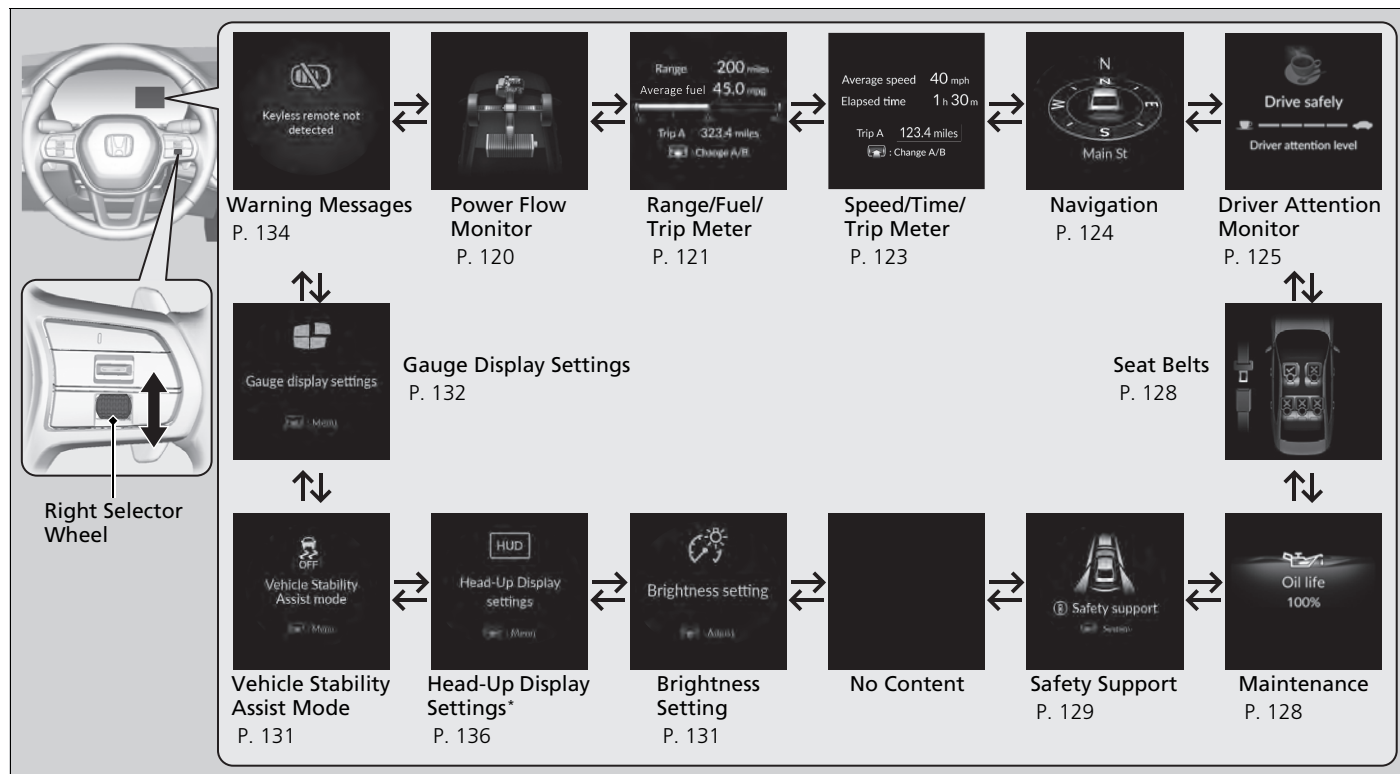 Keyless remote not
detected
Warning Messages
P. 134
Power Flow
Monitor
P. 120
Range 200 miles
Average fuel 45.0 mpg
Trip A 323.4 miles
: Change A/B
Range/Fuel/
Trip Meter
P. 121
Average speed 40 mph
Elapsed time 1 h 30 m
Trip A 123.4 miles
: Change A/B
Speed/Time/
Trip Meter
P. 123
N
N
W
E
S
Main St
Navigation
P. 124
Drive safely
Driver attention level
Driver Attention
Monitor
P. 125
Gauge display settings
: Menu
Gauge Display Settings
P. 132
Seat Belts
P. 128
Right Selector
Wheel
OFF
Vehicle Stability
Assist mode
: Menu
Vehicle Stability
Assist Mode
P. 131
HUD
Head-Up Display
settings
: Menu
Head-Up Display
Settings*
P. 136
Brightness setting
: Adjust
Brightness
Setting
P. 131
No Content
Safety support
Safety Support
P. 129
Oil life
100%
Maintenance
P. 128